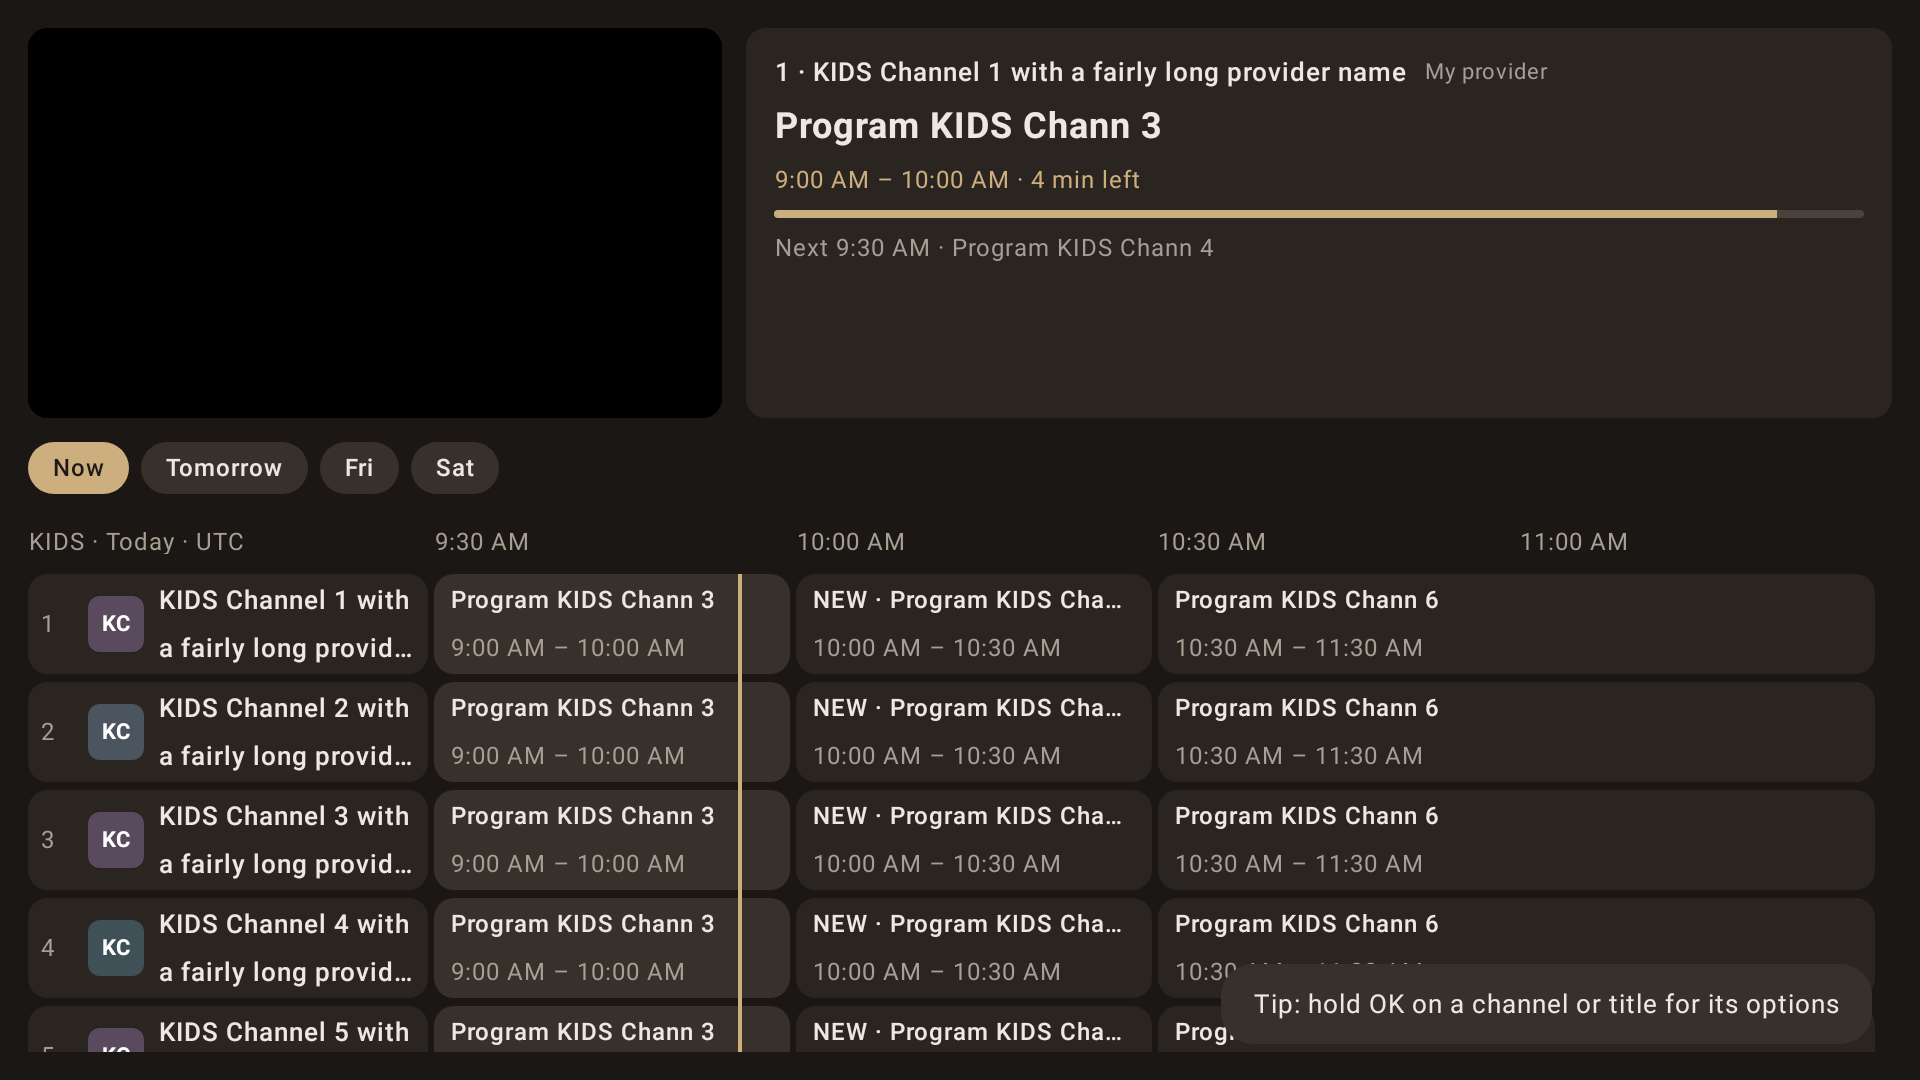 1 · KIDS Channel 1 with a fairly long provider name My provider
Program KIDS Chann 3
9:00 AM – 10:00 AM · 4 min left
Next 9:30 AM · Program KIDS Chann 4
Now Tomorrow Fri Sat
KIDS · Today · UTC 9:30 AM 10:00 AM 10:30 AM 11:00 AM
1 KC KIDS Channel 1 with Program KIDS Chann 3 NEW · Program KIDS Cha… Program KIDS Chann 6
a fairly long provid… 9:00 AM – 10:00 AM 10:00 AM – 10:30 AM 10:30 AM – 11:30 AM
2 KC KIDS Channel 2 with Program KIDS Chann 3 NEW · Program KIDS Cha… Program KIDS Chann 6
a fairly long provid… 9:00 AM – 10:00 AM 10:00 AM – 10:30 AM 10:30 AM – 11:30 AM
3 KC KIDS Channel 3 with Program KIDS Chann 3 NEW · Program KIDS Cha… Program KIDS Chann 6
a fairly long provid… 9:00 AM – 10:00 AM 10:00 AM – 10:30 AM 10:30 AM – 11:30 AM
4 KC KIDS Channel 4 with Program KIDS Chann 3 NEW · Program KIDS Cha… Program KIDS Chann 6
a fairly long provid… 9:00 AM – 10:00 AM 10:00 AM – 10:30 AM 10:30
Tip: hold OK on a channel or title for its options
KIDS Channel 5 with Program KIDS Chann 3 NEW · Program KIDS Cha…